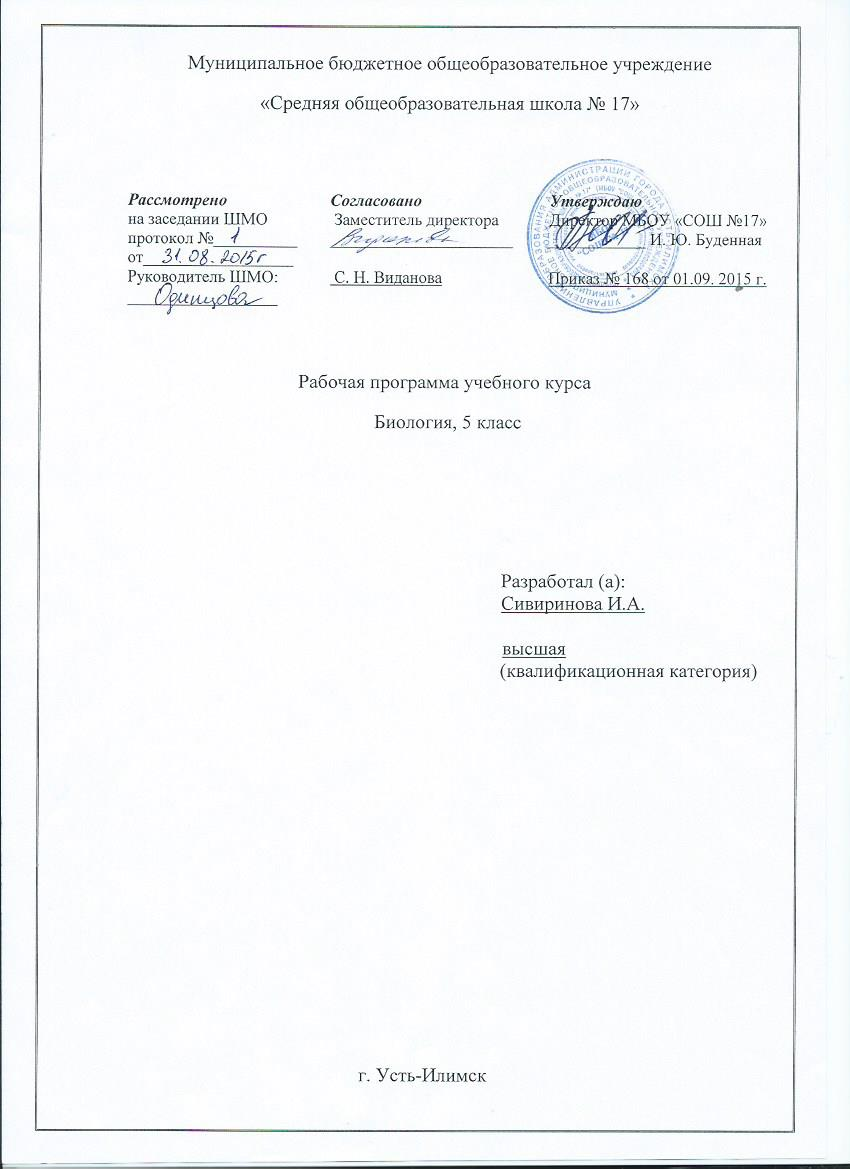 Муниципальное бюджетное общеобразовательное учреждение
«Средняя общеобразовательная школа № 17»
Рассмотрено
на заседании ШМО
протокол № 1
от 31.08.2015г
Руководитель ШМО:
Одинцова
Согласовано
Заместитель директора
С. Н. Виданова
Утверждаю
Директор МБОУ «СОШ №17»
И. Ю. Буденная
Приказ № 168 от 01.09. 2015 г.
Рабочая программа учебного курса
Биология, 5 класс
Разработал (а):
Сивиринова И.А.
высшая
(квалификационная категория)
г. Усть-Илимск